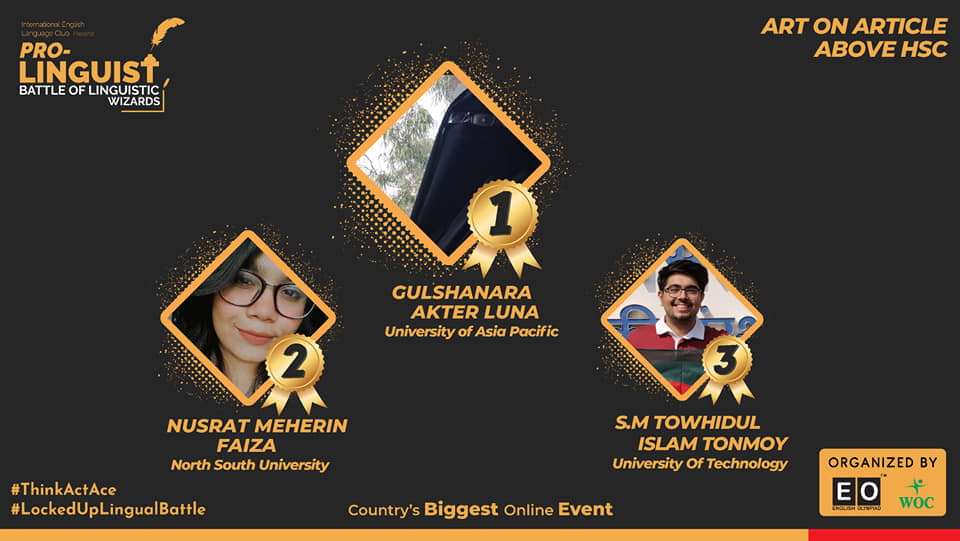 International English
Language Club Presents
PRO-
LINGUIST
BATTLE OF LINGUISTIC
WIZARDS
ART ON ARTICLE
ABOVE HSC
1
GULSHANARA
AKTER LUNA
University of Asia Pacific
2
NUSRAT MEHERIN
FAIZA
North South University
3
S.M TOWHIDUL
ISLAM TONMOY
University Of Technology
#ThinkActAce
#LockedUpLingualBattle
Country's Biggest Online Event
ORGANIZED BY
EO™
ENGLISH OLYMPIAD
WOC